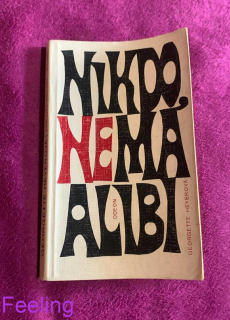 NIKDO
NEMÁ
ALIBI
ODEON
GEORGETTE HEYEROVÁ
Feeling